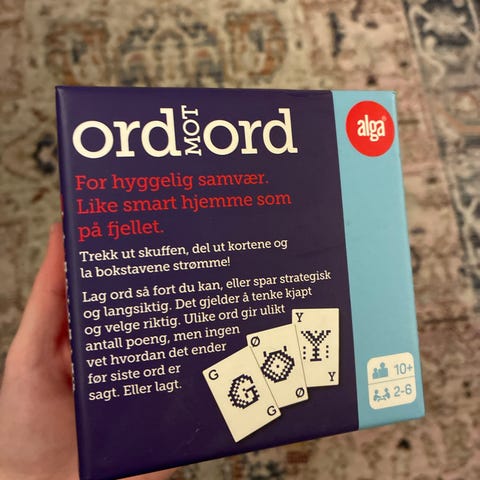 ord MOT ord
alga
For hyggelig samvær.
Like smart hjemme som
på fjellet.
Trekk ut skuffen, del ut kortene og
la bokstavene strømme!
Lag ord så fort du kan, eller spar strategisk
og langsiktig. Det gjelder å tenke kjapt
og velge riktig. Ulike ord gir ulikt
antall poeng, men ingen
vet hvordan det ender
før siste ord er
sagt. Eller lagt.
G G G
Ø Ø Ø
Y Y Y
10+
2-6